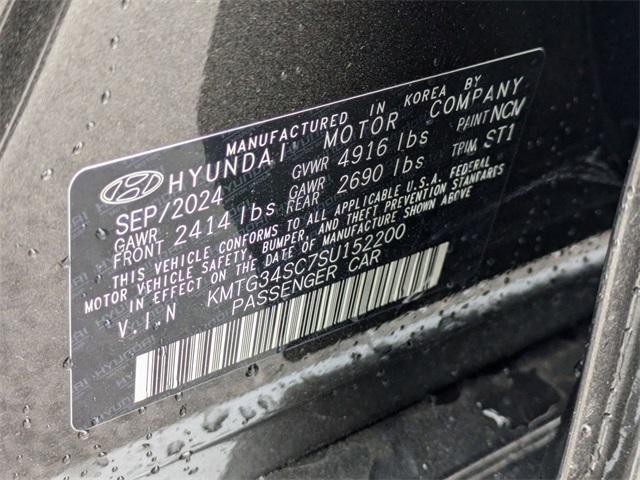 MANUFACTURED IN KOREA BY
HYUNDAI MOTOR COMPANY
SEP/2024 GVWR 4916 lbs PAINT NCM
GAWR FRONT 2414 lbs GAWR REAR 2690 lbs TPIM ST1
THIS VEHICLE CONFORMS TO ALL APPLICABLE U.S.A. FEDERAL
MOTOR VEHICLE SAFETY, BUMPER, AND THEFT PREVENTION STANDARDS
IN EFFECT ON THE DATE OF MANUFACTURE SHOWN ABOVE
V.I.N KMTG34SC7SU152200
PASSENGER CAR